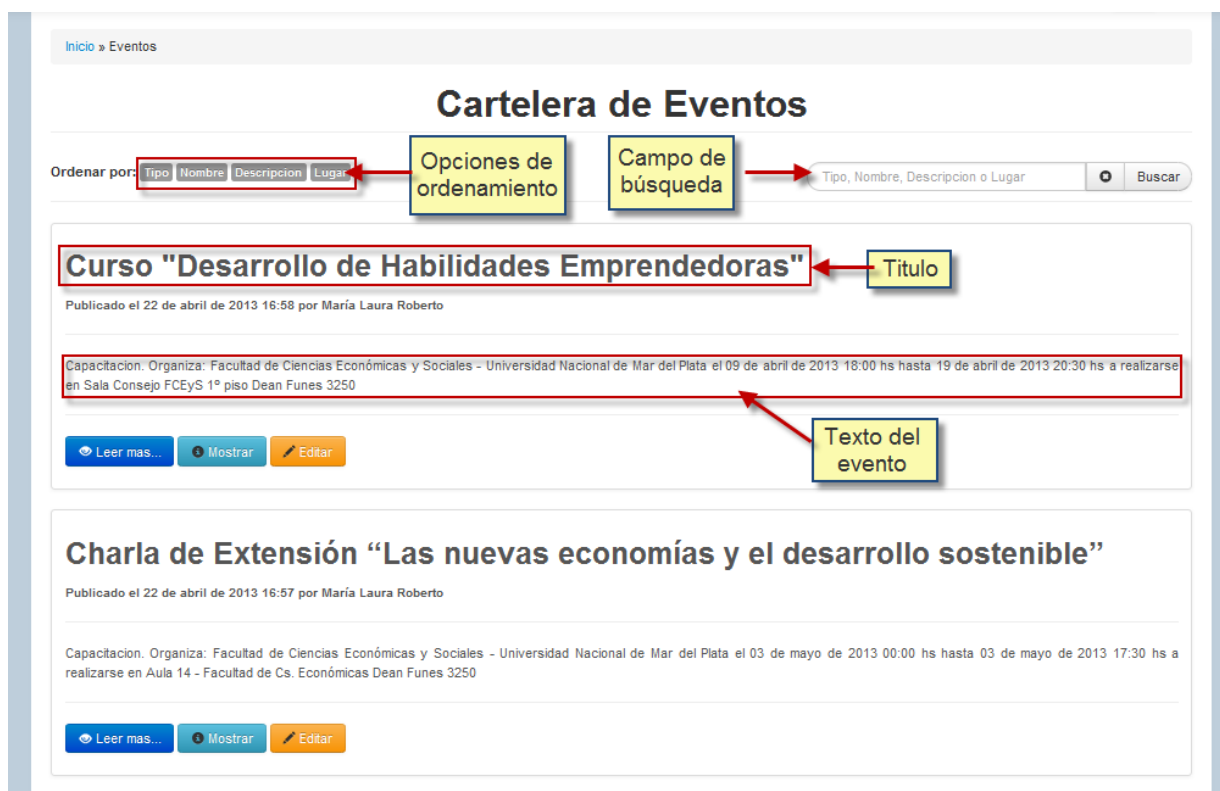 Inicio » Eventos
Cartelera de Eventos
Ordenar por: Tipo Nombre Descripcion Lugar
Opciones de
ordenamiento
Campo de
búsqueda
Tipo, Nombre, Descripcion o Lugar
Buscar
Curso "Desarrollo de Habilidades Emprendedoras"
Titulo
Publicado el 22 de abril de 2013 16:58 por María Laura Roberto
Capacitacion. Organiza: Facultad de Ciencias Económicas y Sociales - Universidad Nacional de Mar del Plata el 09 de abril de 2013 18:00 hs hasta 19 de abril de 2013 20:30 hs a realizarse
en Sala Consejo FCEyS 1º piso Dean Funes 3250
Texto del
evento
Leer mas... Mostrar Editar
Charla de Extensión “Las nuevas economías y el desarrollo sostenible”
Publicado el 22 de abril de 2013 16:57 por María Laura Roberto
Capacitacion. Organiza: Facultad de Ciencias Económicas y Sociales - Universidad Nacional de Mar del Plata el 03 de mayo de 2013 00:00 hs hasta 03 de mayo de 2013 17:30 hs a
realizarse en Aula 14 - Facultad de Cs. Económicas Dean Funes 3250
Leer mas... Mostrar Editar